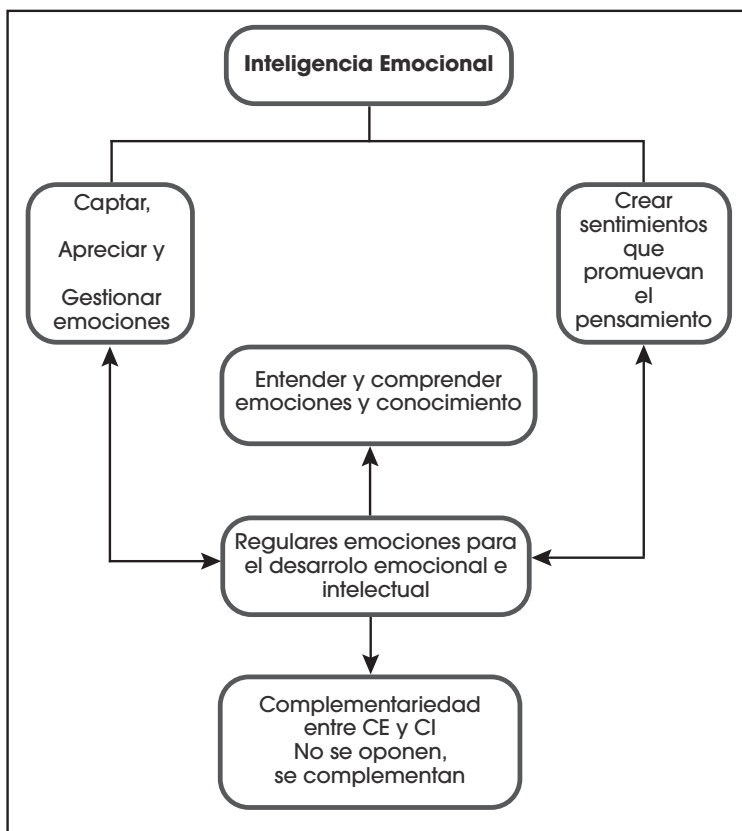 Inteligencia Emocional
Captar,
Apreciar y
Gestionar
emociones
Crear
sentimientos
que
promuevan
el
pensamiento
Entender y comprender
emociones y conocimiento
Regulares emociones para
el desarrolo emocional e
intelectual
Complementariedad
entre CE y CI
No se oponen,
se complementan